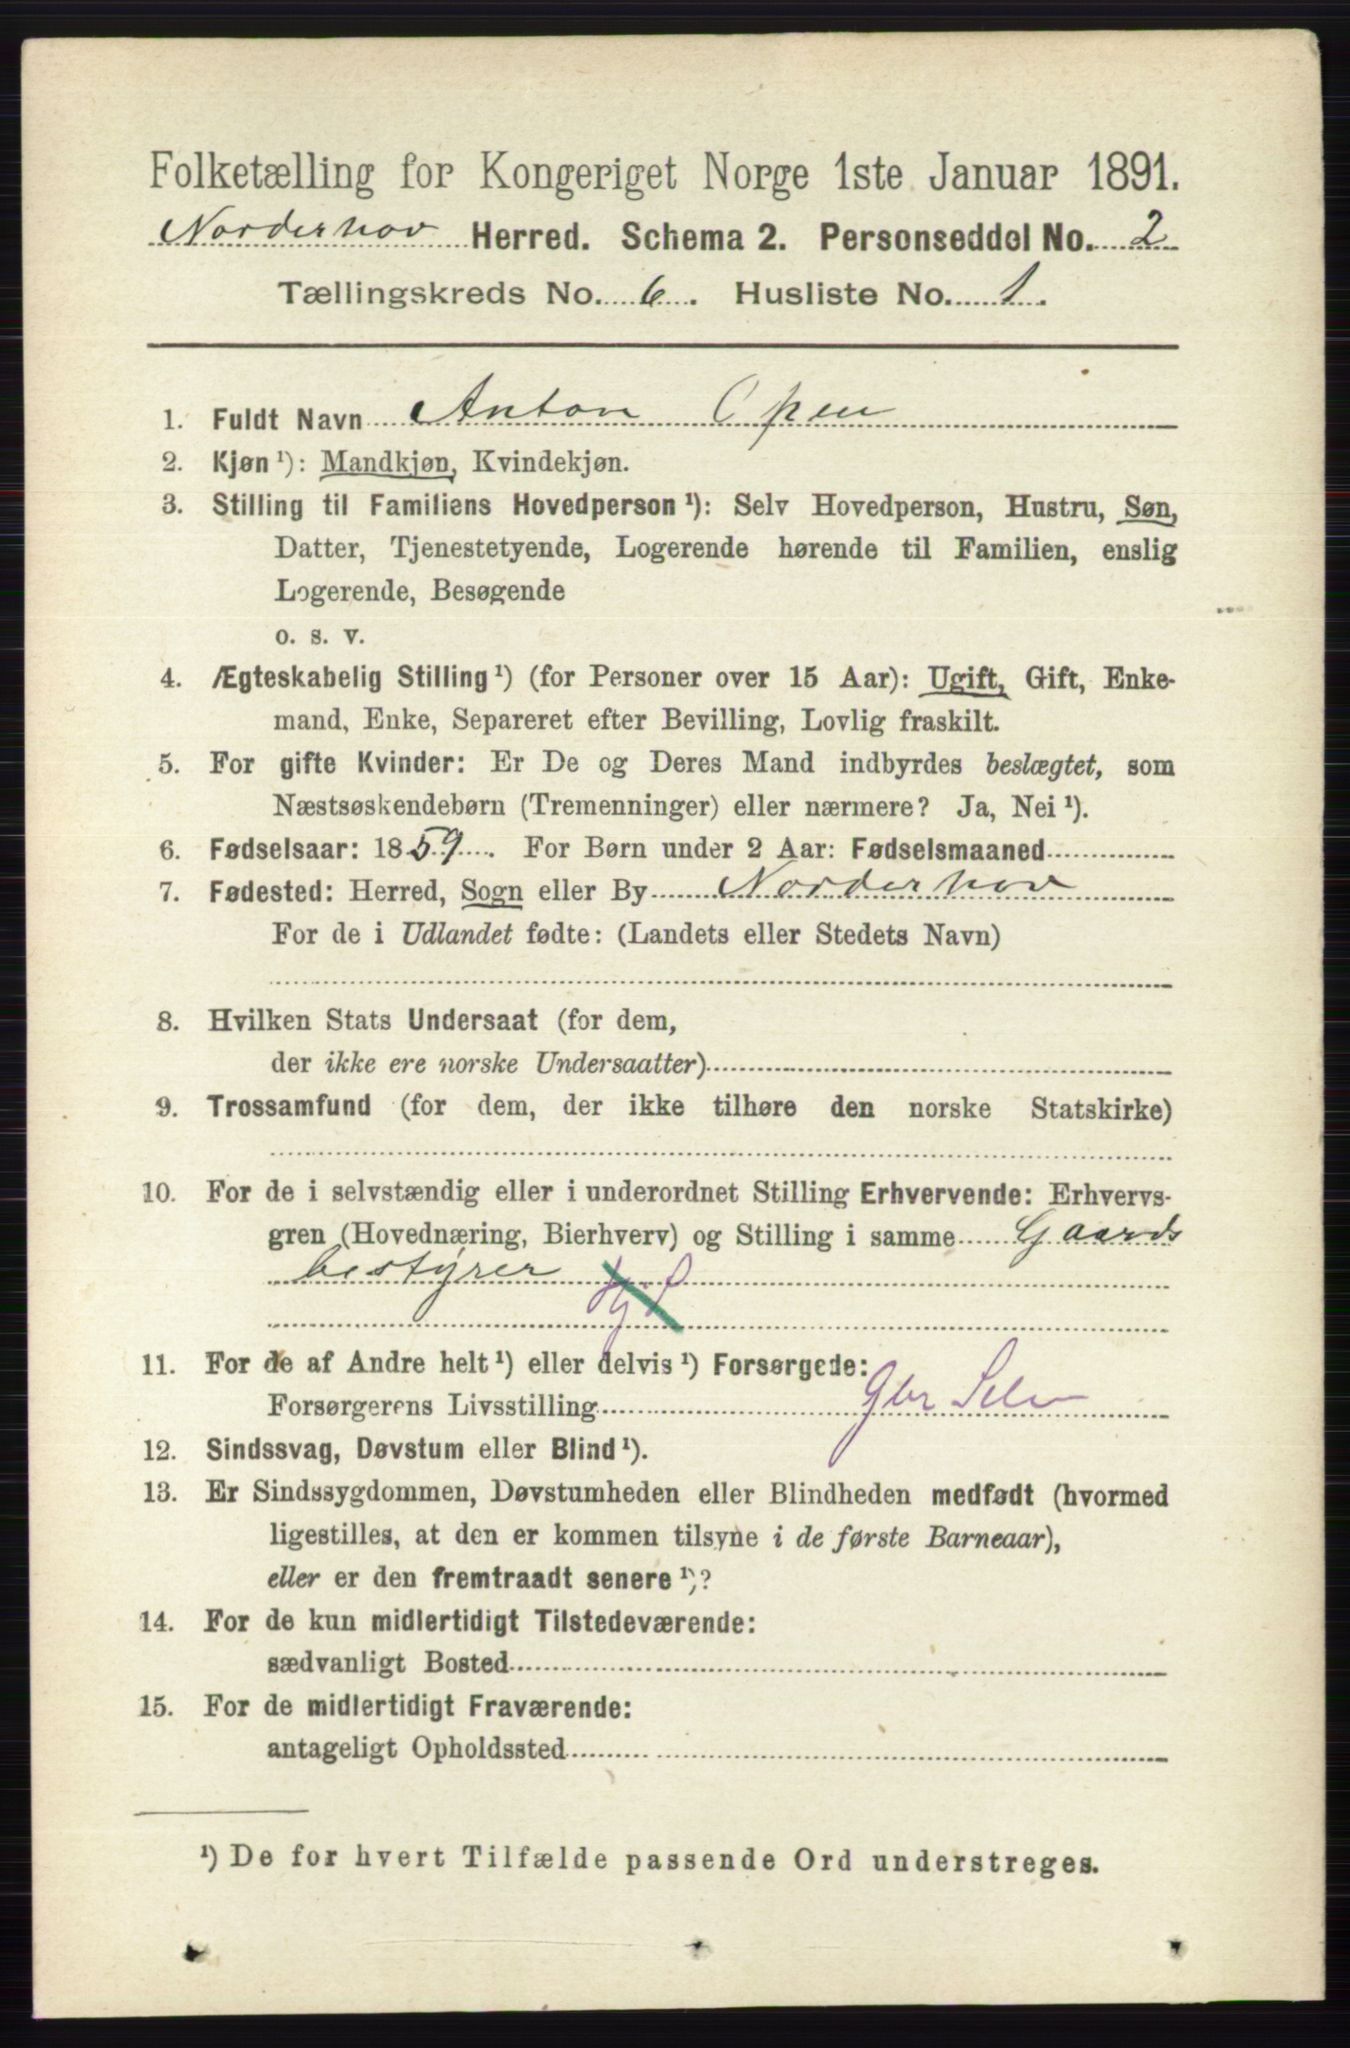 Folketælling for Kongeriget Norge 1ste Januar 1891.
Norderhov Herred. Schema 2. Personseddel No. 2
Tællingskreds No. 6. Husliste No. 1.
1. Fuldt Navn Anton Open
2. Kjøn ¹): Mandkjøn, Kvindekjøn.
3. Stilling til Familiens Hovedperson ¹): Selv Hovedperson, Hustru, Søn,
Datter, Tjenestetyende, Logerende hørende til Familien, enslig
Logerende, Besøgende
o. s. v.
4. Ægteskabelig Stilling ¹) (for Personer over 15 Aar): Ugift, Gift, Enke-
mand, Enke, Separeret efter Bevilling, Lovlig fraskilt.
5. For gifte Kvinder: Er De og Deres Mand indbyrdes beslægtet, som
Næstsøskendebørn (Tremenninger) eller nærmere? Ja, Nei ¹).
6. Fødselsaar: 1859. For Børn under 2 Aar: Fødselsmaaned
7. Fødested: Herred, Sogn eller By Norderhov
For de i Udlandet fødte: (Landets eller Stedets Navn)
8. Hvilken Stats Undersaat (for dem,
der ikke ere norske Undersaatter)
9. Trossamfund (for dem, der ikke tilhøre den norske Statskirke)
10. For de i selvstændig eller i underordnet Stilling Erhvervende: Erhvervs-
gren (Hovednæring, Bierhverv) og Stilling i samme Gaards
bestyrer
11. For de af Andre helt ¹) eller delvis ¹) Forsørgede:
Forsørgerens Livsstilling Gbr Selv
12. Sindssvag, Døvstum eller Blind ¹).
13. Er Sindssygdommen, Døvstumheden eller Blindheden medfødt (hvormed
ligestilles, at den er kommen tilsyne i de første Barneaar),
eller er den fremtraadt senere ¹)?
14. For de kun midlertidigt Tilstedeværende:
sædvanligt Bosted
15. For de midlertidigt Fraværende:
antageligt Opholdssted
¹) De for hvert Tilfælde passende Ord understreges.